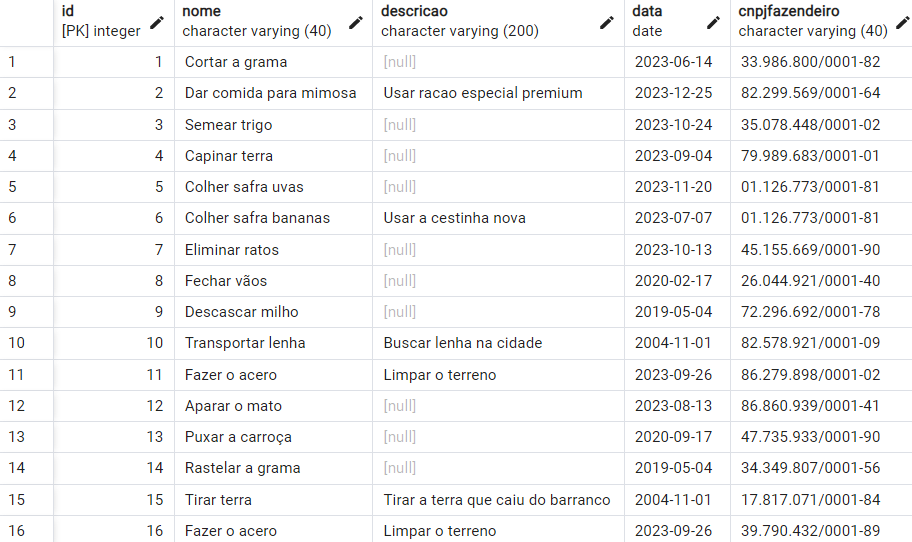 id nome descricao data cnpjfazendeiro
[PK] integer character varying (40) character varying (200) date character varying (40)
1 1 Cortar a grama [null] 2023-06-14 33.986.800/0001-82
2 2 Dar comida para mimosa Usar racao especial premium 2023-12-25 82.299.569/0001-64
3 3 Semear trigo [null] 2023-10-24 35.078.448/0001-02
4 4 Capinar terra [null] 2023-09-04 79.989.683/0001-01
5 5 Colher safra uvas [null] 2023-11-20 01.126.773/0001-81
6 6 Colher safra bananas Usar a cestinha nova 2023-07-07 01.126.773/0001-81
7 7 Eliminar ratos [null] 2023-10-13 45.155.669/0001-90
8 8 Fechar vãos [null] 2020-02-17 26.044.921/0001-40
9 9 Descascar milho [null] 2019-05-04 72.296.692/0001-78
10 10 Transportar lenha Buscar lenha na cidade 2004-11-01 82.578.921/0001-09
11 11 Fazer o acero Limpar o terreno 2023-09-26 86.279.898/0001-02
12 12 Aparar o mato [null] 2023-08-13 86.860.939/0001-41
13 13 Puxar a carroça [null] 2020-09-17 47.735.933/0001-90
14 14 Rastelar a grama [null] 2019-05-04 34.349.807/0001-56
15 15 Tirar terra Tirar a terra que caiu do barranco 2004-11-01 17.817.071/0001-84
16 16 Fazer o acero Limpar o terreno 2023-09-26 39.790.432/0001-89